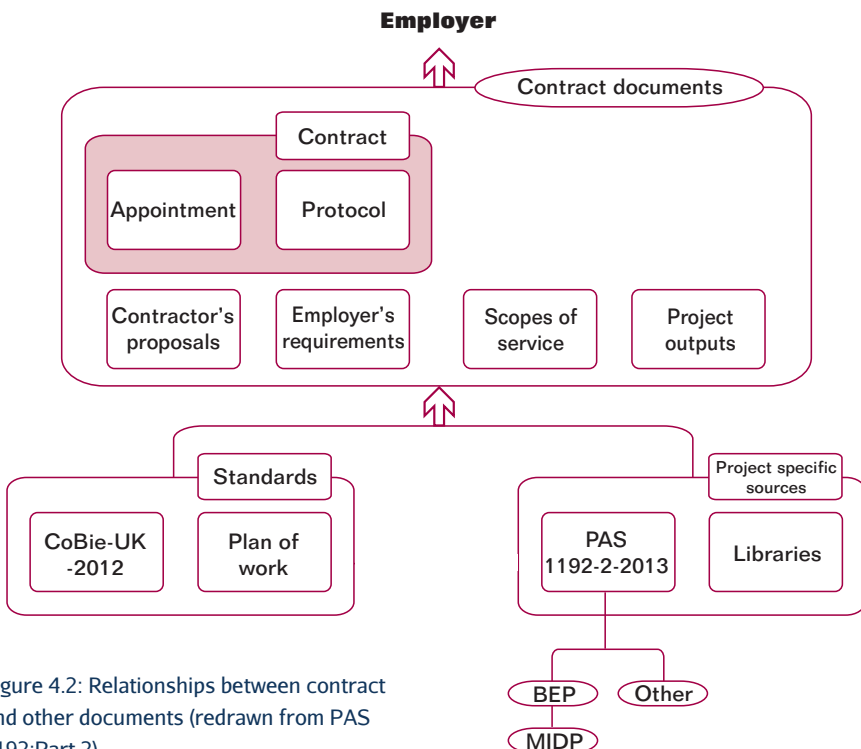 Employer
Contract documents
Contract
Appointment
Protocol
Contractor's
proposals
Employer's
requirements
Scopes of
service
Project
outputs
Standards
CoBie-UK
-2012
Plan of
work
Project specific
sources
PAS
1192-2-2013
Libraries
BEP
Other
MIDP
gure 4.2: Relationships between contract
nd other documents (redrawn from PAS
192:Part 2)